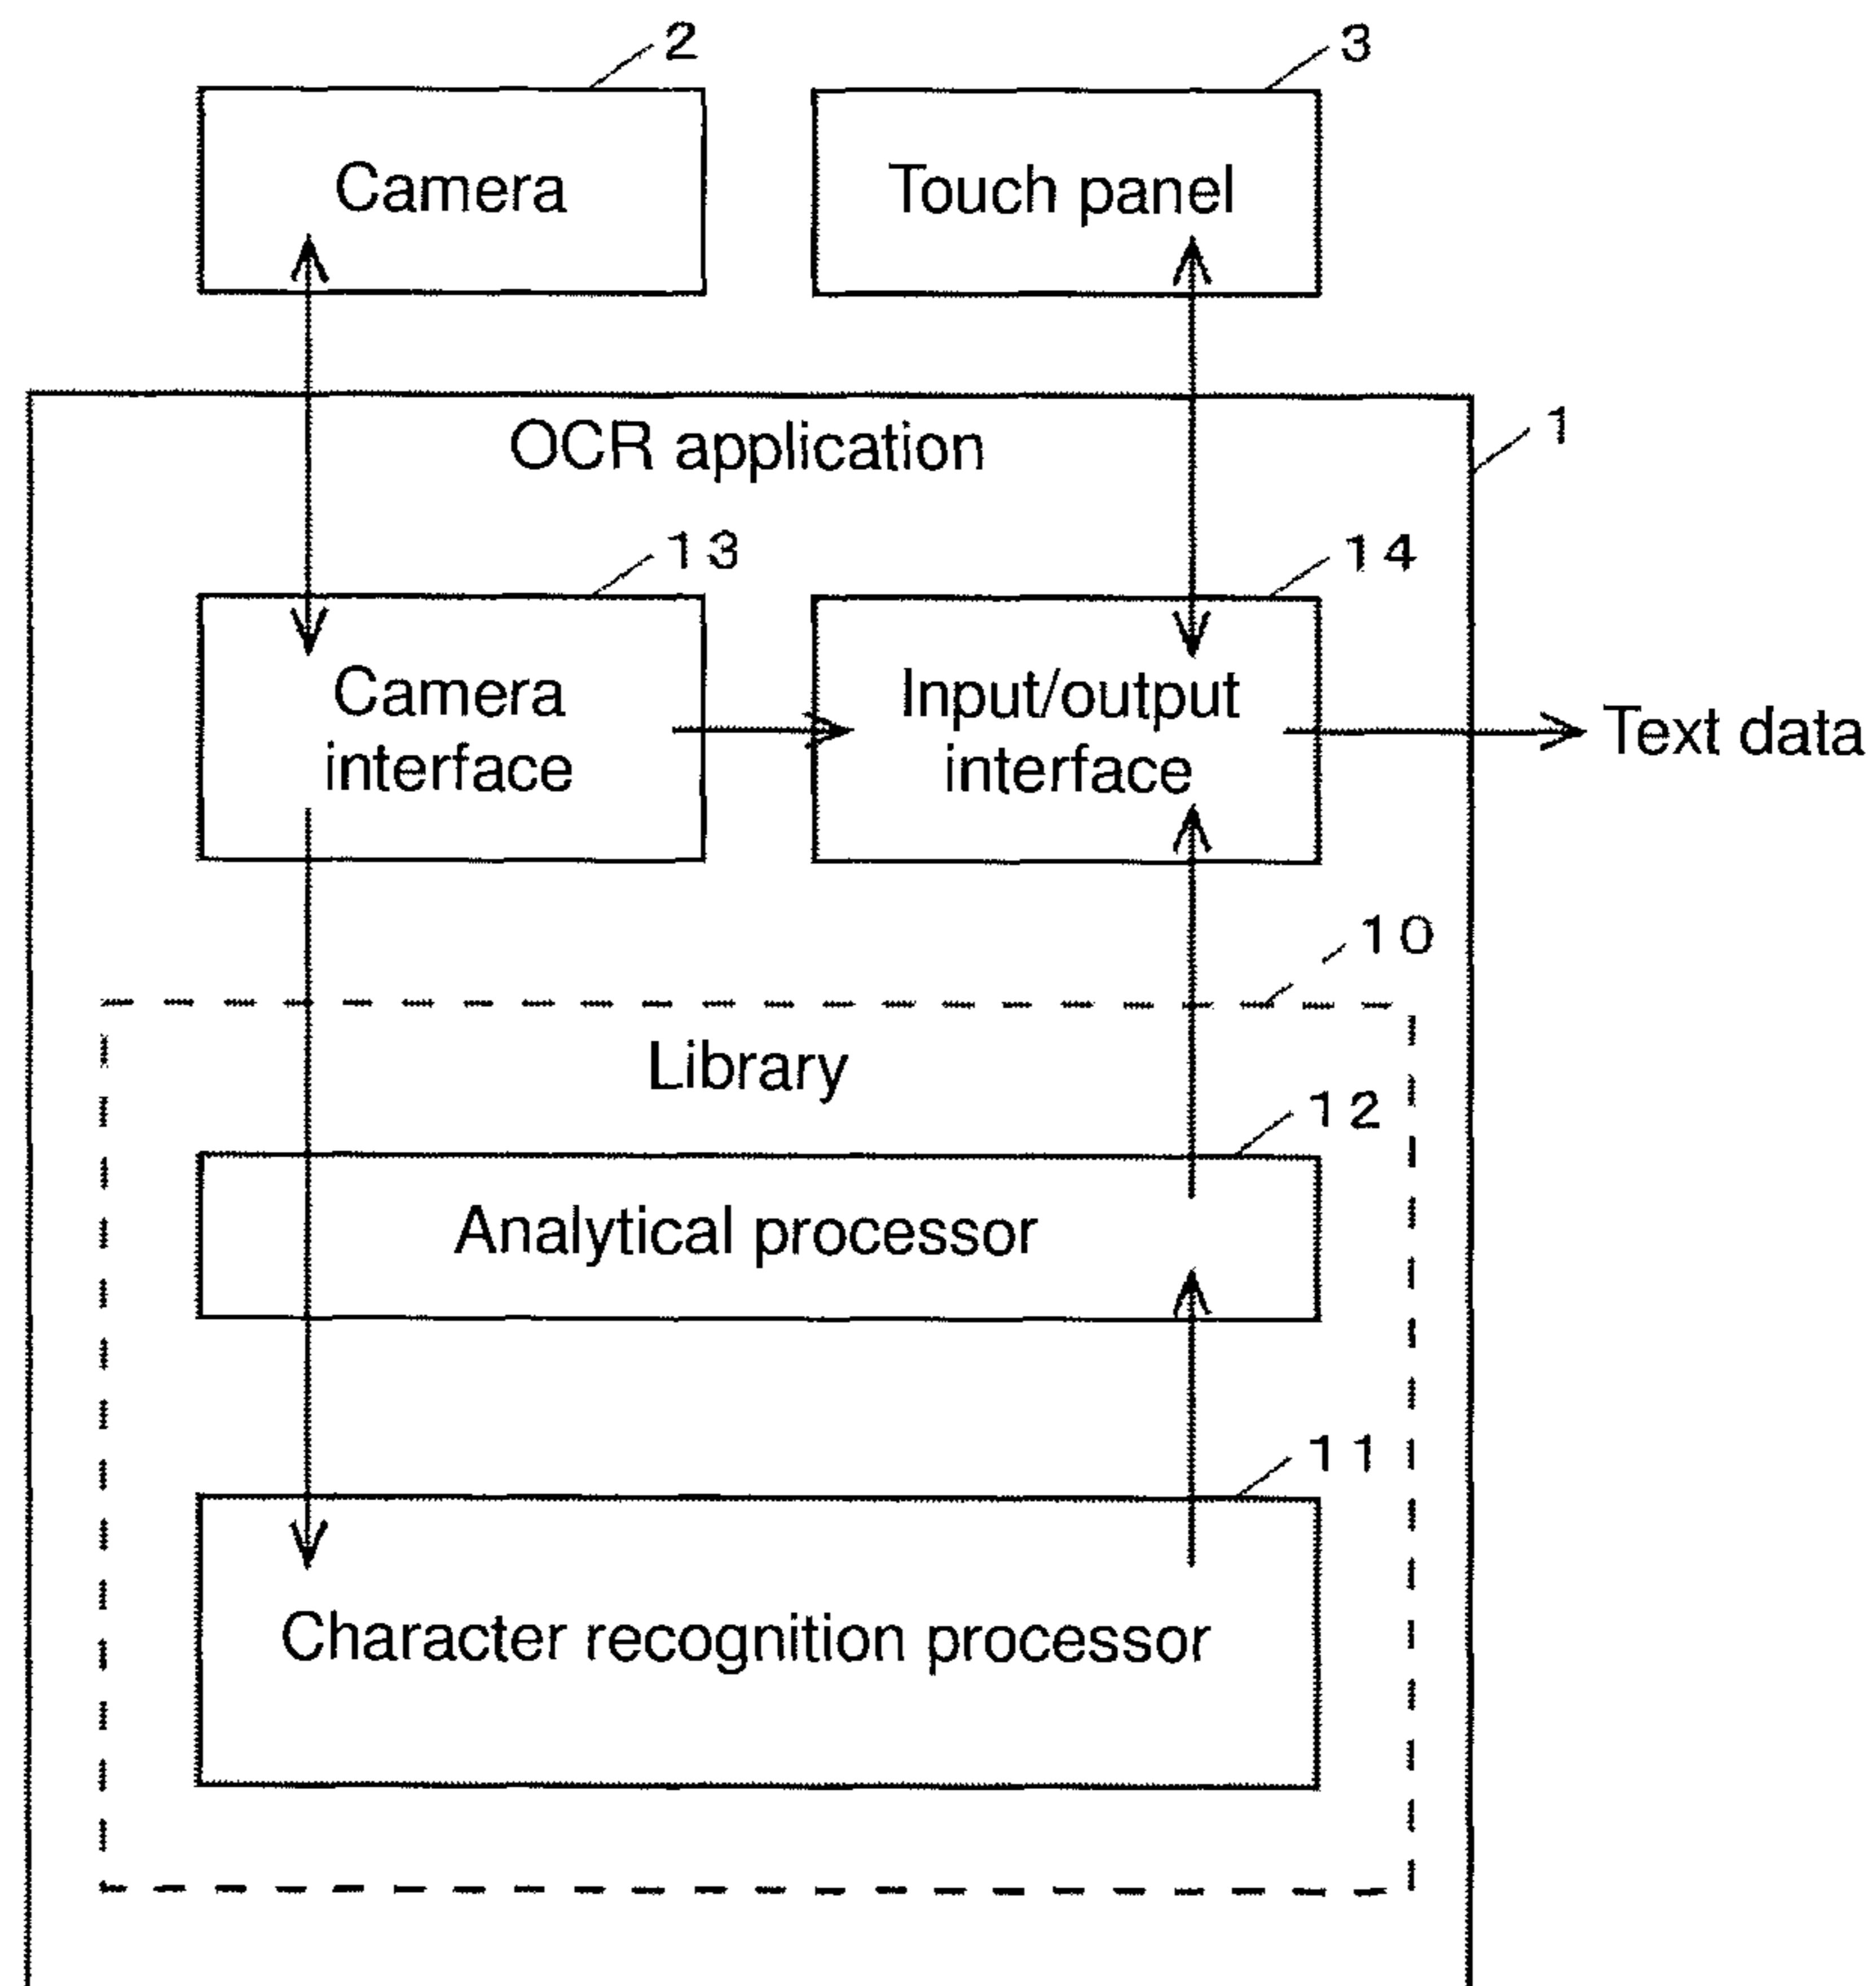 2
3
Camera
Touch panel
OCR application
1
13
14
Camera
interface
Input/output
interface
Text data
10
Library
12
Analytical processor
11
Character recognition processor